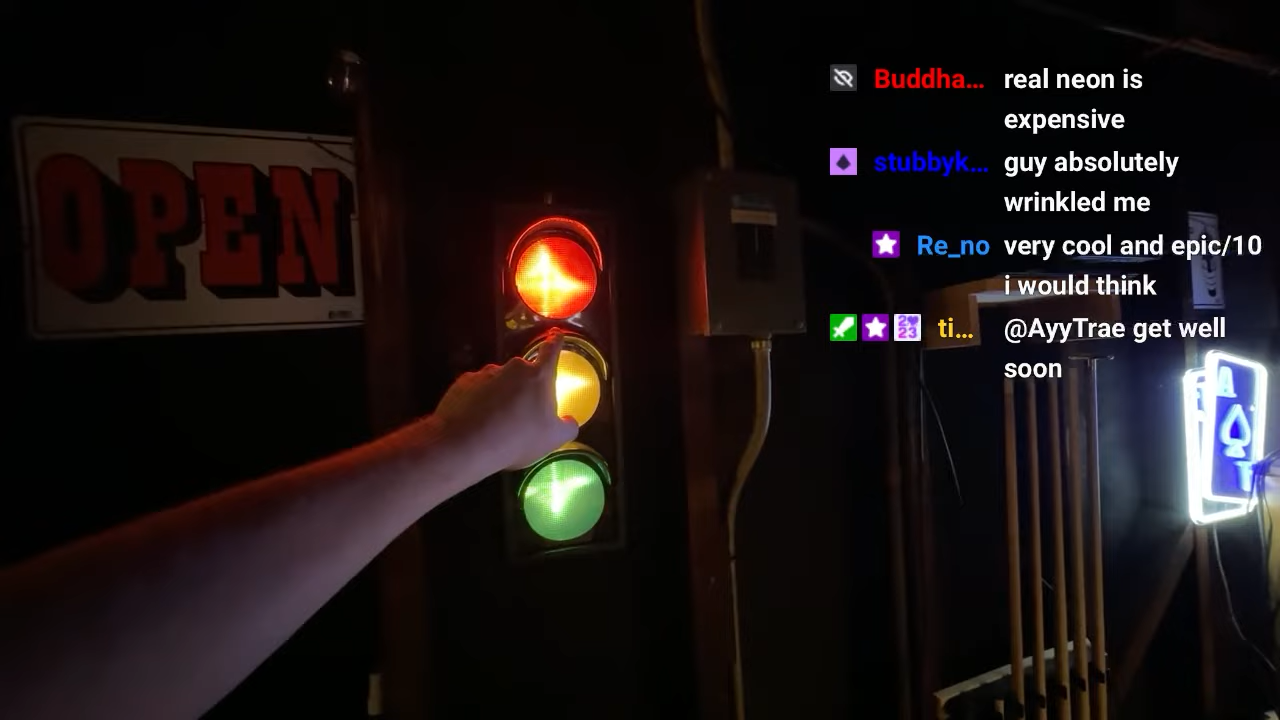 OPEN
Buddha... real neon is
expensive
stubbyk... guy absolutely
wrinkled me
Re_no very cool and epic/10
i would think
ti... @AyyTrae get well
soon
A